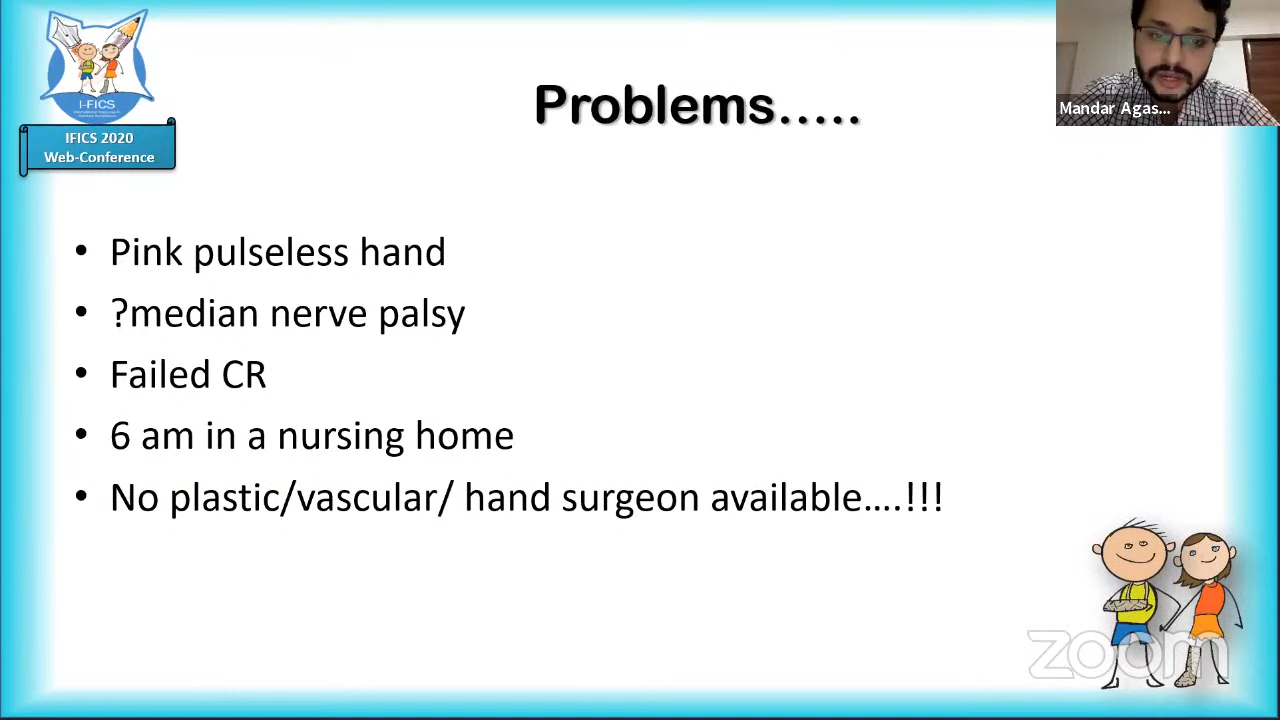 I-FICS
IFICS 2020
Web-Conference
Problems.....
Mandar Agas...
• Pink pulseless hand
• ?median nerve palsy
• Failed CR
• 6 am in a nursing home
• No plastic/vascular/ hand surgeon available....!!!
zoom